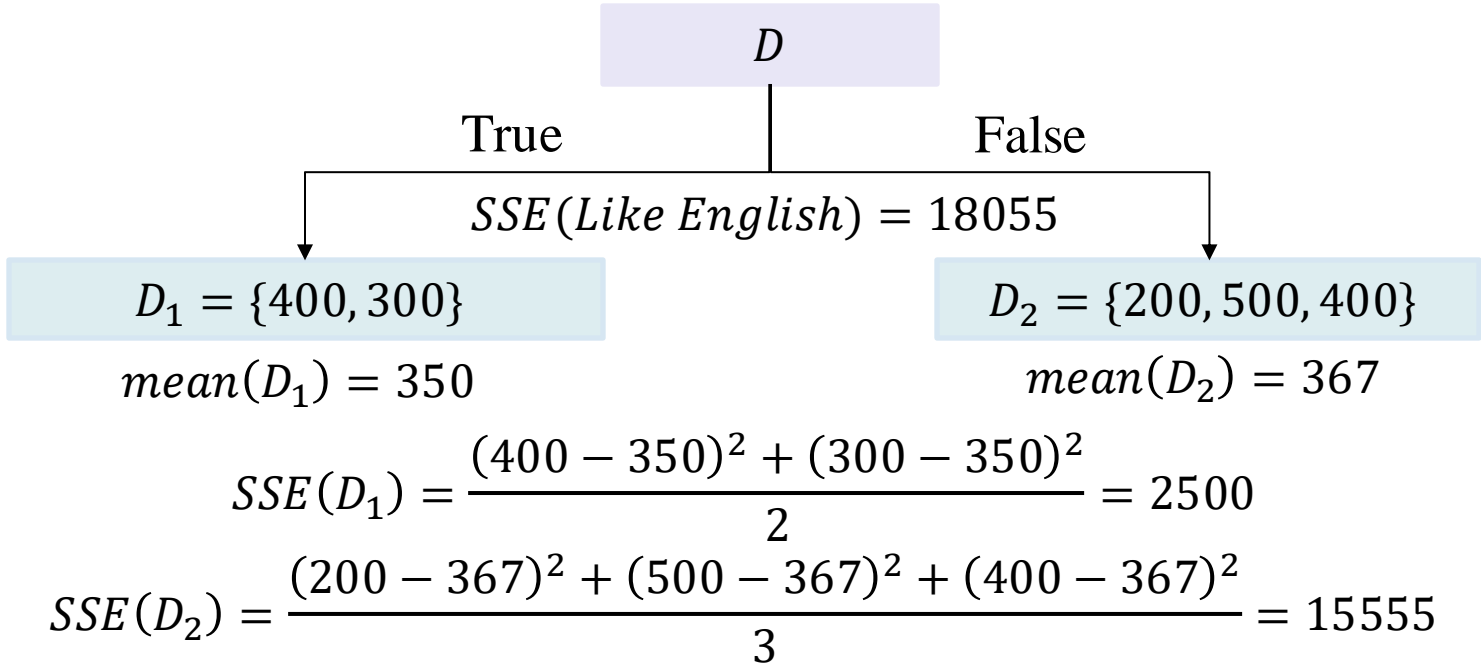 D
True False
SSE(Like English) = 18055
D₁ = {400, 300} D₂ = {200, 500, 400}
mean(D₁) = 350 mean(D₂) = 367
SSE(D₁) = \frac{(400 − 350)² + (300 − 350)²}{2} = 2500
SSE(D₂) = \frac{(200 − 367)² + (500 − 367)² + (400 − 367)²}{3} = 15555